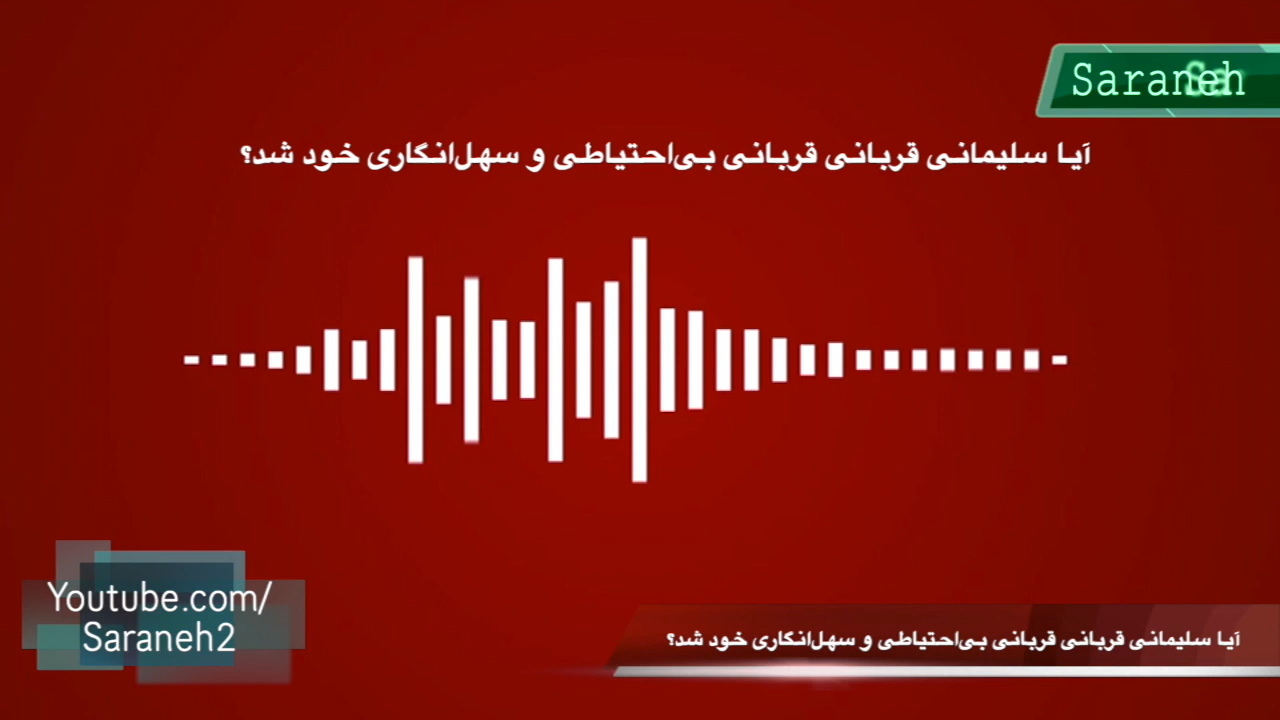 Saraneh
آیا سلیمانی قربانی قربانی بی‌احتیاطی و سهل‌انگاری خود شد؟
Youtube.com/
Saraneh2
آیا سلیمانی قربانی قربانی بی‌احتیاطی و سهل‌انگاری خود شد؟